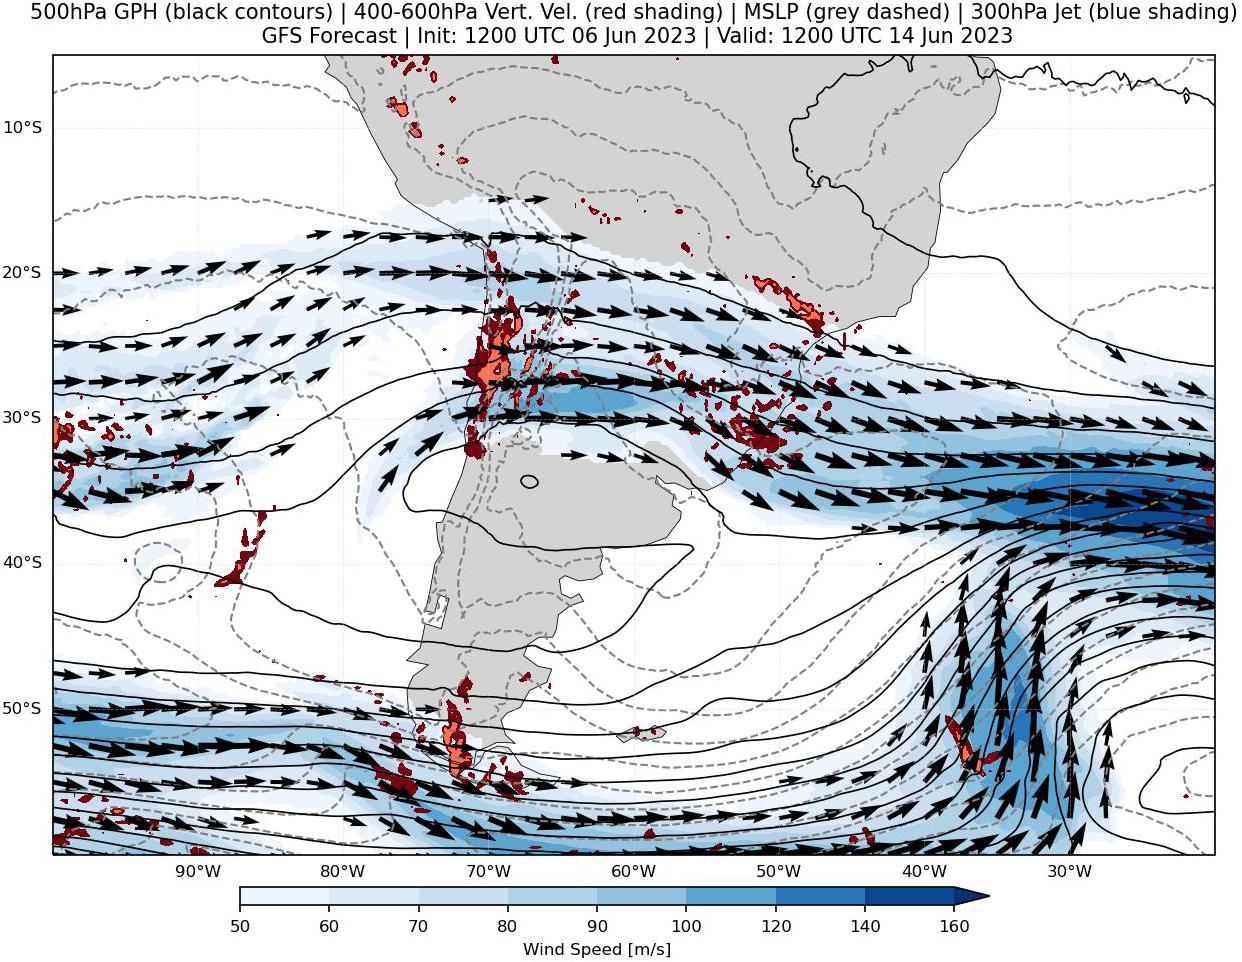 500hPa GPH (black contours) | 400-600hPa Vert. Vel. (red shading) | MSLP (grey dashed) | 300hPa Jet (blue shading)
GFS Forecast | Init: 1200 UTC 06 Jun 2023 | Valid: 1200 UTC 14 Jun 2023
10°S
20°S
30°S
40°S
50°S
90°W 80°W 70°W 60°W 50°W 40°W 30°W
50 60 70 80 90 100 120 140 160
Wind Speed [m/s]